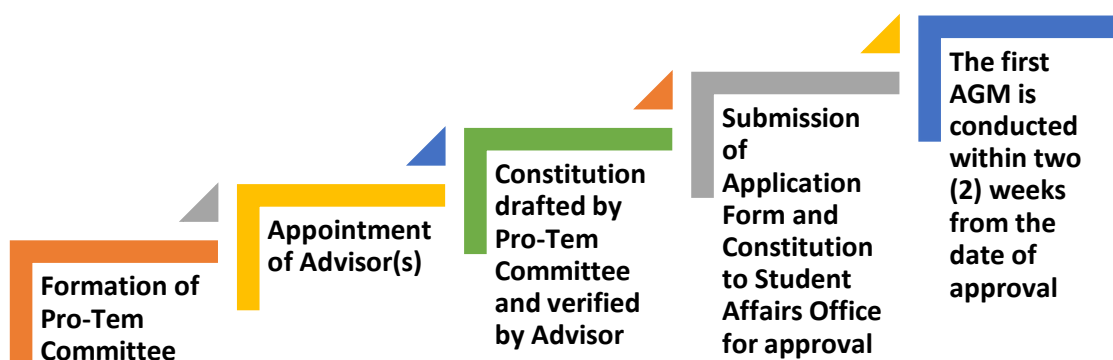 Formation of
Pro-Tem
Committee
Appointment
of Advisor(s)
Constitution
drafted by
Pro-Tem
Committee
and verified
by Advisor
Submission
of
Application
Form and
Constitution
to Student
Affairs Office
for approval
The first
AGM is
conducted
within two
(2) weeks
from the
date of
approval